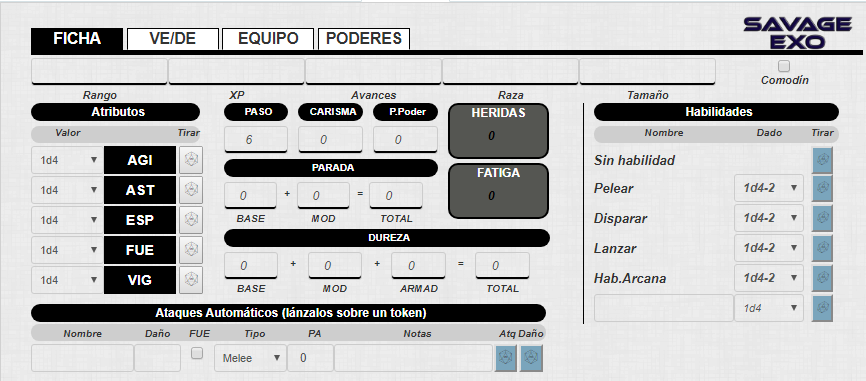 SAVAGE
EXO
FICHA VE/DE EQUIPO PODERES
Comodín
Rango XP Avances Raza Tamaño
Atributos PASO CARISMA P.Poder HERIDAS Habilidades
Valor Tirar 6 0 0 0 Nombre Dado Tirar
1d4 AGI Sin habilidad
PARADA FATIGA
1d4 AST 0 + 0 = 0 0 Pelear 1d4-2
BASE MOD TOTAL
1d4 ESP Disparar 1d4-2
DUREZA
1d4 FUE Lanzar 1d4-2
0 + 0 + 0 = 0
1d4 VIG Hab.Arcana 1d4-2
BASE MOD ARMAD TOTAL
1d4
Ataques Automáticos (lánzalos sobre un token)
Nombre Daño FUE Tipo PA Notas Atq Daño
Melee 0